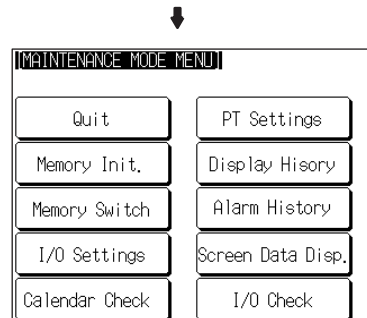 [MAINTENANCE MODE MENU]
Quit
PT Settings
Memory Init.
Display Hisory
Memory Switch
Alarm History
I/O Settings
Screen Data Disp.
Calendar Check
I/O Check